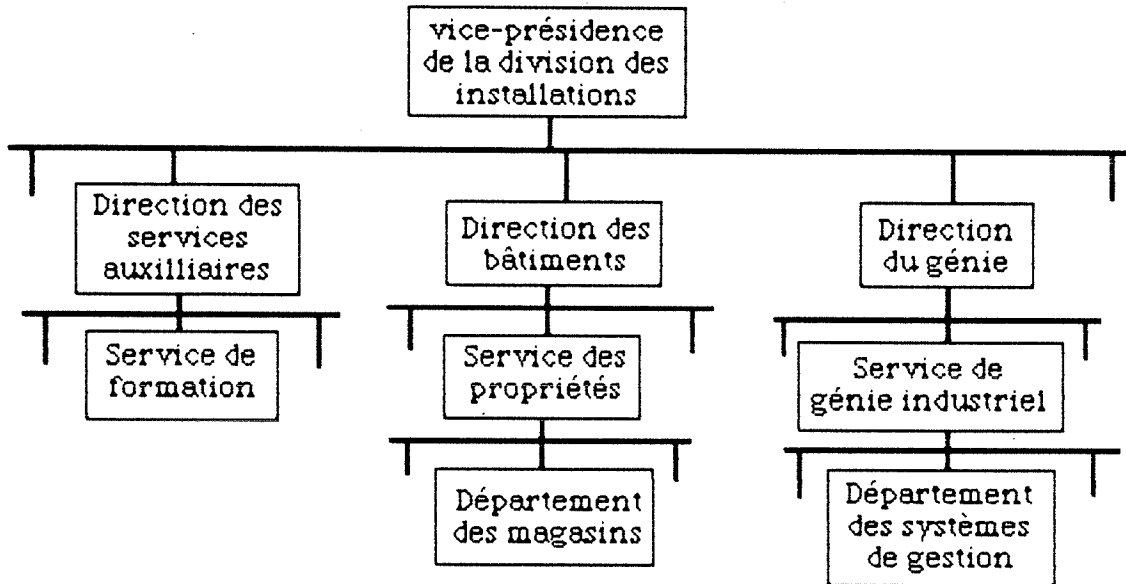 vice-présidence
de la division des
installations
Direction des
services
auxilliaires
Direction des
bâtiments
Direction
du génie
Service de
formation
Service des
propriétés
Service de
génie industriel
Département
des magasins
Département
des systèmes
de gestion